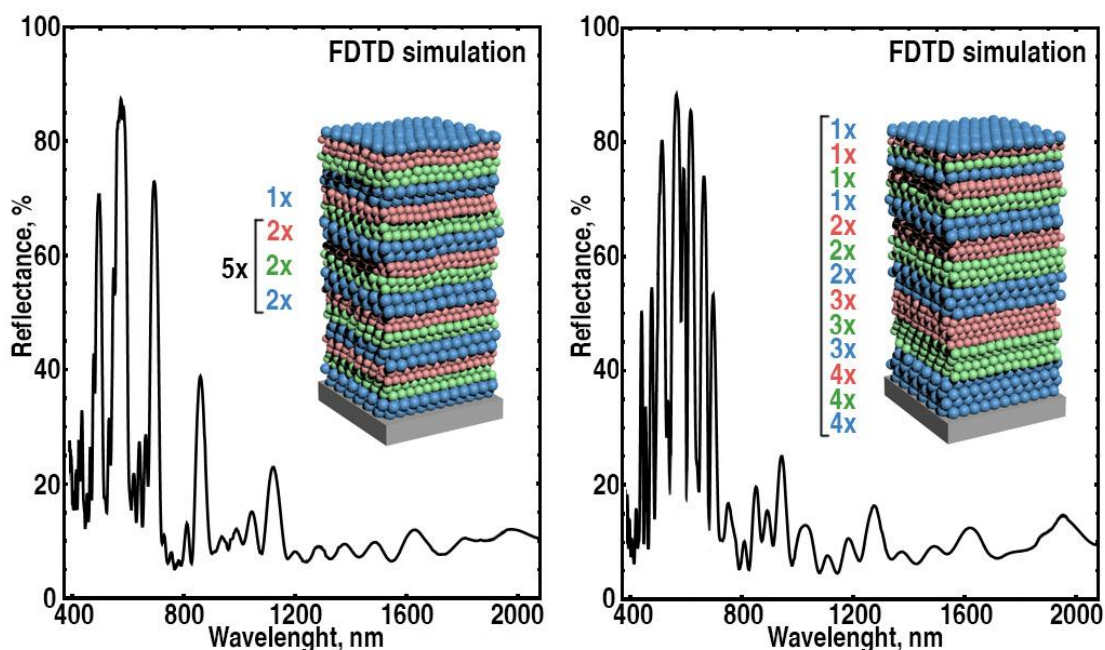 FDTD simulation
Reflectance, %
100
80
60
40
20
0
1x
2x
5x
2x
2x
400 800 1200 1600 2000
Wavelenght, nm
FDTD simulation
Reflectance, %
100
80
60
40
20
0
1x
1x
1x
1x
2x
2x
2x
3x
3x
3x
4x
4x
4x
400 800 1200 1600 2000
Wavelenght, nm